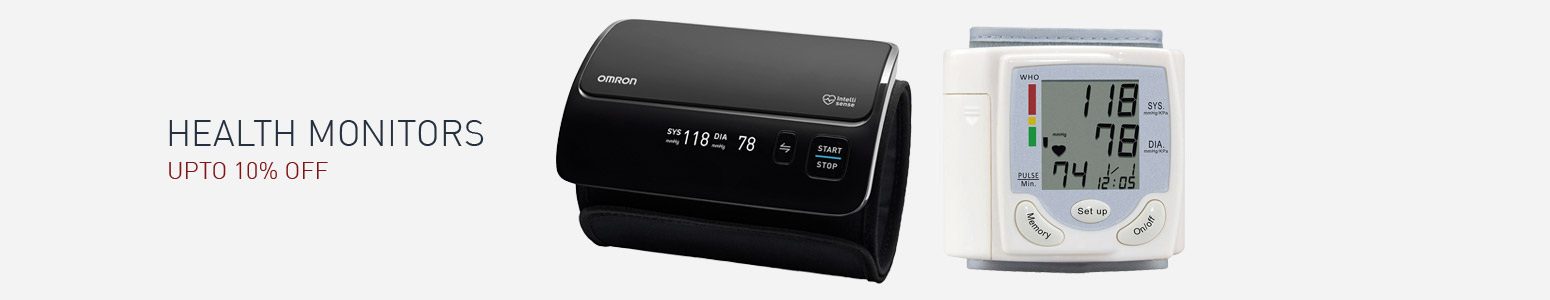 HEALTH MONITORS
UPTO 10% OFF
OMRON
Intelli
sense
SYS 118 DIA 78
mmHg mmHg
START
STOP
WHO
118
SYS.
mmHg/KPa
mmHg
78
DIA.
mmHg/KPa
PULSE
Min.
74
1/1
12:05
Memory
Set up
On/off